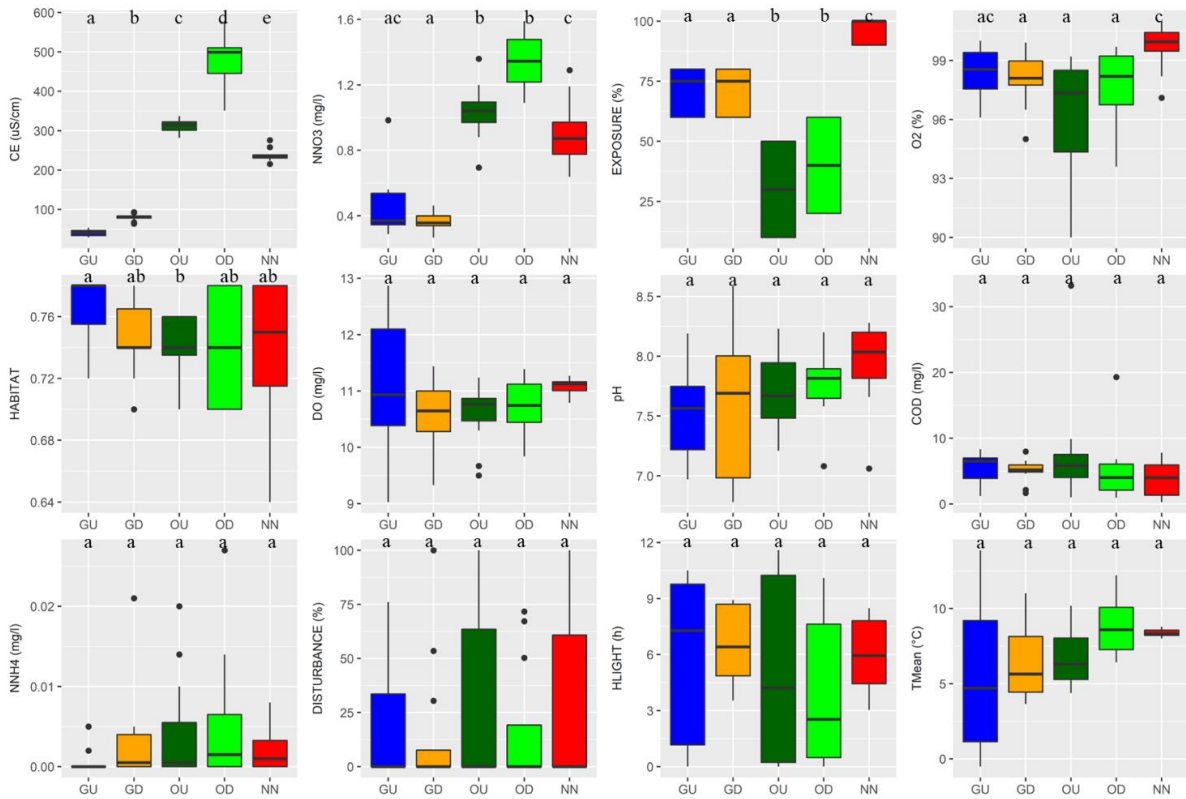 a b c d e
CE (uS/cm)
600
500
400
300
200
100
GU GD OU OD NN
ac a b b c
NNO3 (mg/l)
1.6
1.2
0.8
0.4
GU GD OU OD NN
a a b b c
EXPOSURE (%)
100
75
50
25
GU GD OU OD NN
ac a a a c
O2 (%)
99
96
93
90
GU GD OU OD NN
a ab b ab ab
HABITAT
0.76
0.72
0.68
0.64
GU GD OU OD NN
a a a a a
DO (mg/l)
13
12
11
10
9
GU GD OU OD NN
a a a a a
pH
8.5
8.0
7.5
7.0
GU GD OU OD NN
a a a a a
COD (mg/l)
30
20
10
0
GU GD OU OD NN
a a a a a
NNH4 (mg/l)
0.02
0.01
0.00
GU GD OU OD NN
a a a a a
DISTURBANCE (%)
100
75
50
25
0
GU GD OU OD NN
a a a a a
HLIGHT (h)
12
9
6
3
0
GU GD OU OD NN
a a a a a
TMean (°C)
10
5
0
GU GD OU OD NN